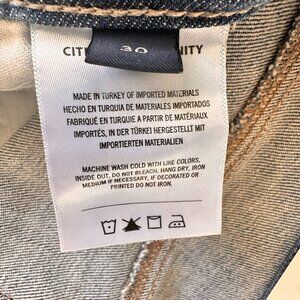 CIT NITY
30
MADE IN TURKEY OF IMPORTED MATERIALS
HECHO EN TURQUIA DE MATERIALES IMPORTADOS
FABRIQUÉ EN TURQUIE A PARTIR DE MATÉRIAUX
IMPORTÉS, IN DER TÜRKEI HERGESTELLT MIT
IMPORTIERTEN MATERIALIEN
MACHINE WASH COLD WITH LIKE COLORS,
INSIDE OUT, DO NOT BLEACH, HANG DRY
MEDIUM IF NECESSARY, IF DECORATED OR
PRINTED DO NOT IRON.